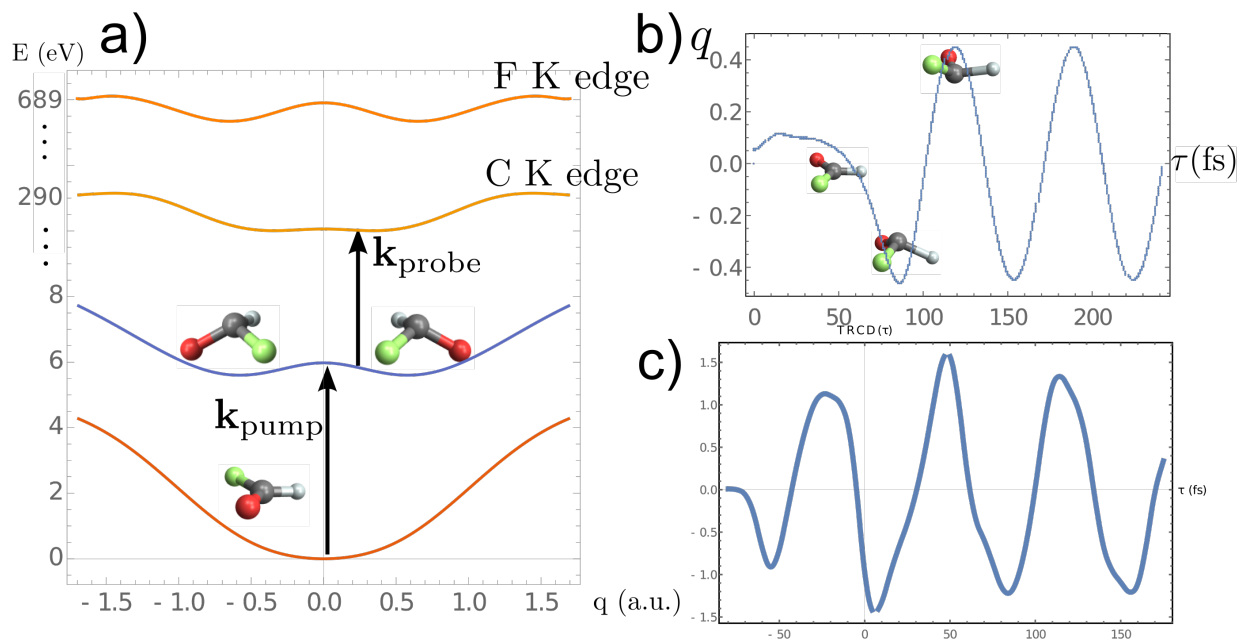 a)
E (eV)
F K edge
689
C K edge
290
k probe
8
6
k pump
4
2
0
- 1.5 - 1.0 - 0.5 0.0 0.5 1.0 1.5
q (a.u.)
b) q
0.4
0.2
0.0
τ (fs)
- 0.2
- 0.4
0 50 100 150 200
TRCD(τ)
c)
1.5
1.0
0.5
0.0
τ (fs)
- 0.5
- 1.0
- 1.5
- 50 0 50 100 150